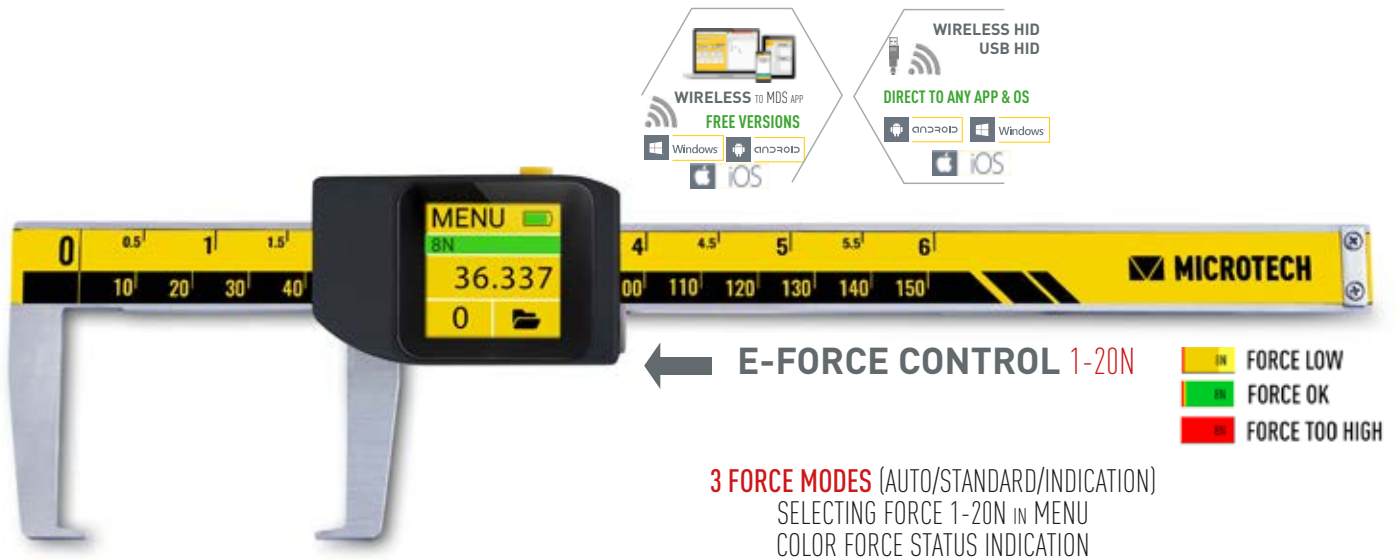 WIRELESS TO MDS APP
FREE VERSIONS
Windows
android
iOS
WIRELESS HID
USB HID
DIRECT TO ANY APP & OS
android
Windows
iOS
MENU
8N
36.337
0
0 0.5 1 1.5 4 4.5 5 5.5 6
10 20 30 40 00 110 120 130 140 150
MICROTECH
E-FORCE CONTROL 1-20N
FORCE LOW
8N FORCE OK
FORCE TOO HIGH
3 FORCE MODES (AUTO/STANDARD/INDICATION)
SELECTING FORCE 1-20N IN MENU
COLOR FORCE STATUS INDICATION